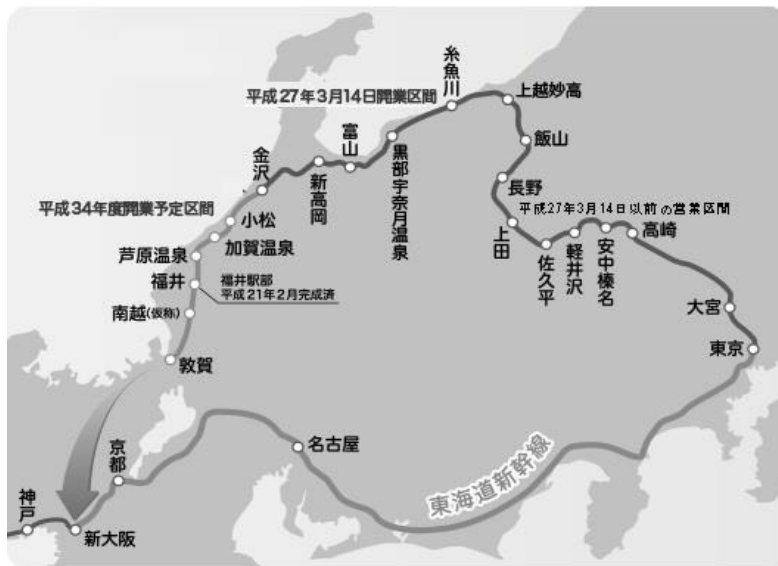 糸魚川
平成27年3月14日開業区間
上越妙高
富山
飯山
金沢
新高岡
黒部宇奈月温泉
長野
平成34年度開業予定区間
小松
平成27年3月14日以前の営業区間
上田
高崎
加賀温泉
佐久平
軽井沢
安中榛名
芦原温泉
福井
福井駅部
平成21年2月完成済
大宮
南越(仮称)
東京
敦賀
京都
名古屋
東海道新幹線
神戸
新大阪